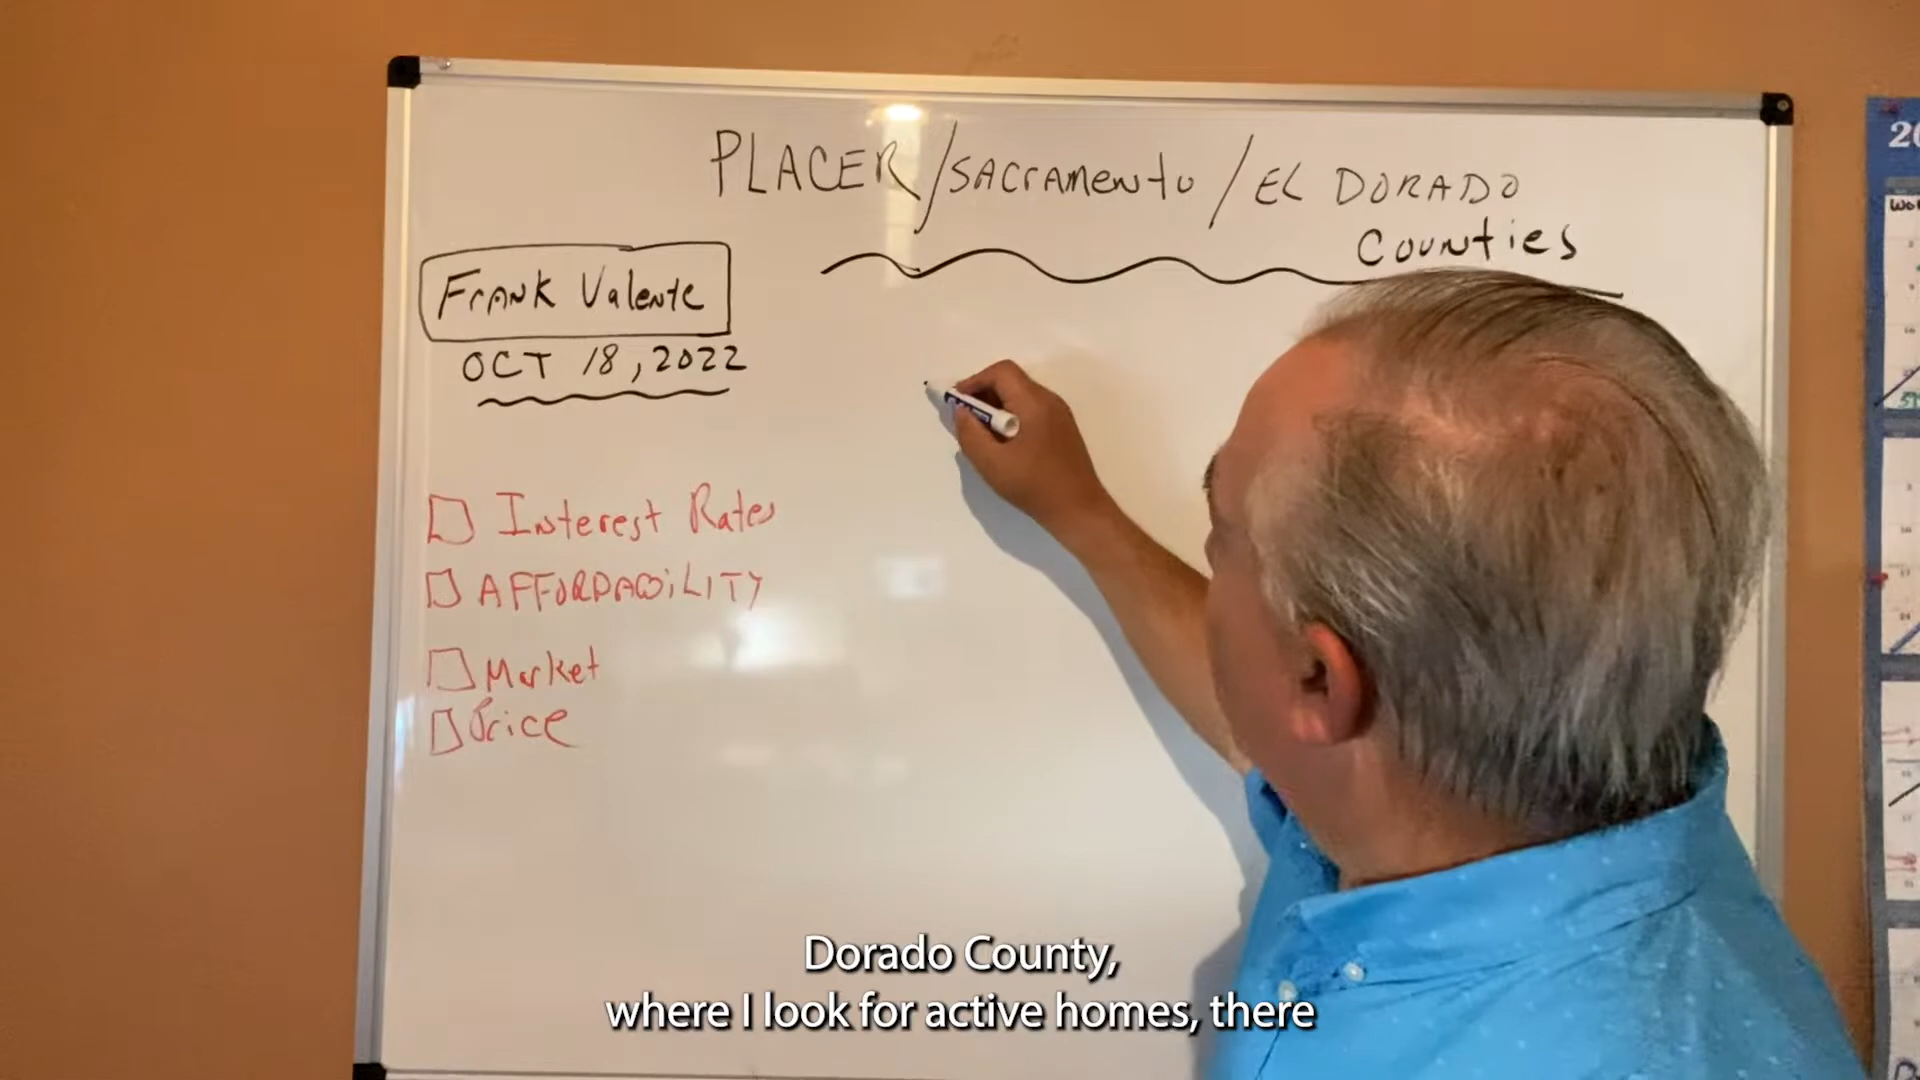 PLACER/SACramento/EL DORADO
Counties
Frank Valente
OCT 18, 2022
Interest Rates
AFFORDABiLITY
Market
Price
Dorado County,
where I look for active homes, there